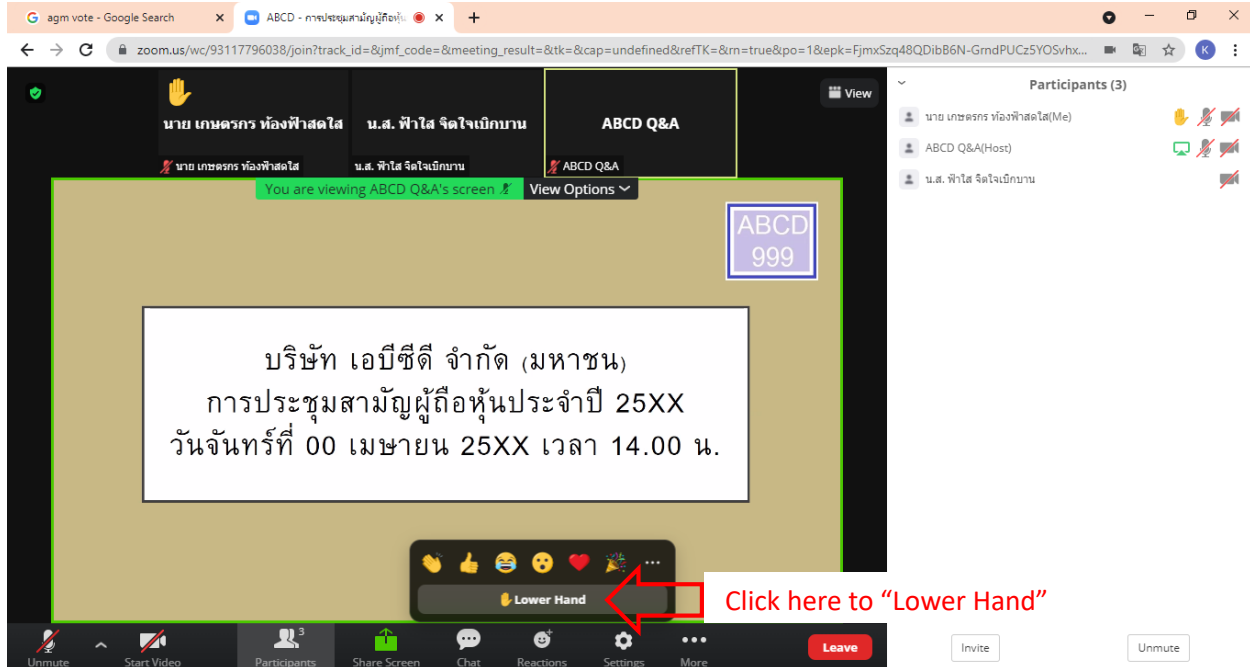 agm vote - Google Search
ABCD - การประชุมสามัญผู้ถือหุ้น
zoom.us/wc/93117796038/join?track_id=&jmf_code=&meeting_result=&tk=&cap=undefined&refTK=&rn=true&po=1&epk=FjmxSzq48QDibB6N-GrndPUCz5YOSvhx...
K
นาย เกษตรกร ท้องฟ้าสดใส
น.ส. ฟ้าใส จิตใจเบิกบาน
ABCD Q&A
View
นาย เกษตรกร ท้องฟ้าสดใส
น.ส. ฟ้าใส จิตใจเบิกบาน
ABCD Q&A
You are viewing ABCD Q&A's screen
View Options
Participants (3)
นาย เกษตรกร ท้องฟ้าสดใส(Me)
ABCD Q&A(Host)
น.ส. ฟ้าใส จิตใจเบิกบาน
ABCD
999
บริษัท เอบีซีดี จำกัด (มหาชน)
การประชุมสามัญผู้ถือหุ้นประจำปี 25XX
วันจันทร์ที่ 00 เมษายน 25XX เวลา 14.00 น.
Lower Hand
Click here to “Lower Hand”
Unmute
Start Video
Participants
3
Share Screen
Chat
Reactions
Settings
More
Leave
Invite
Unmute